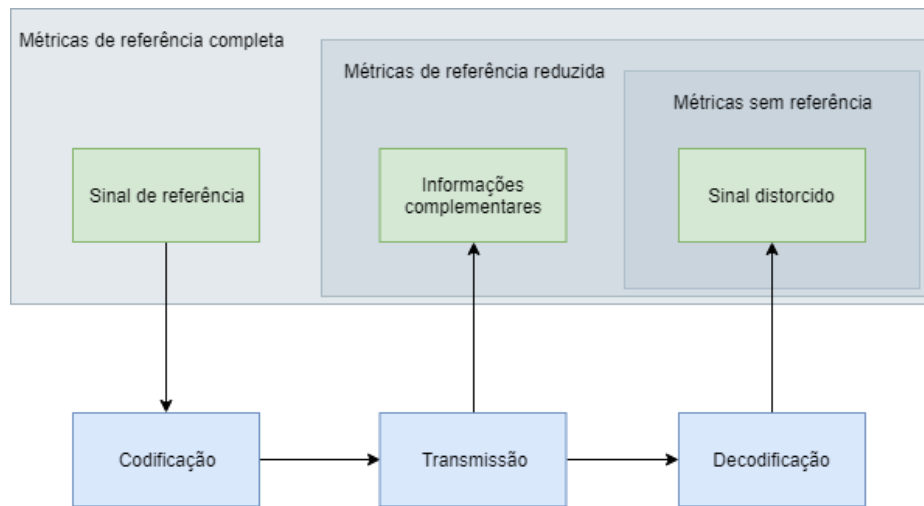 Métricas de referência completa
Métricas de referência reduzida
Métricas sem referência
Sinal de referência
Informações
complementares
Sinal distorcido
Codificação
Transmissão
Decodificação